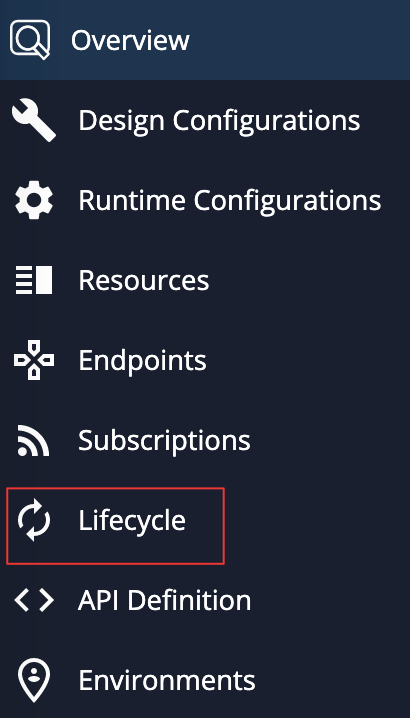 Overview
Design Configurations
Runtime Configurations
Resources
Endpoints
Subscriptions
Lifecycle
API Definition
Environments